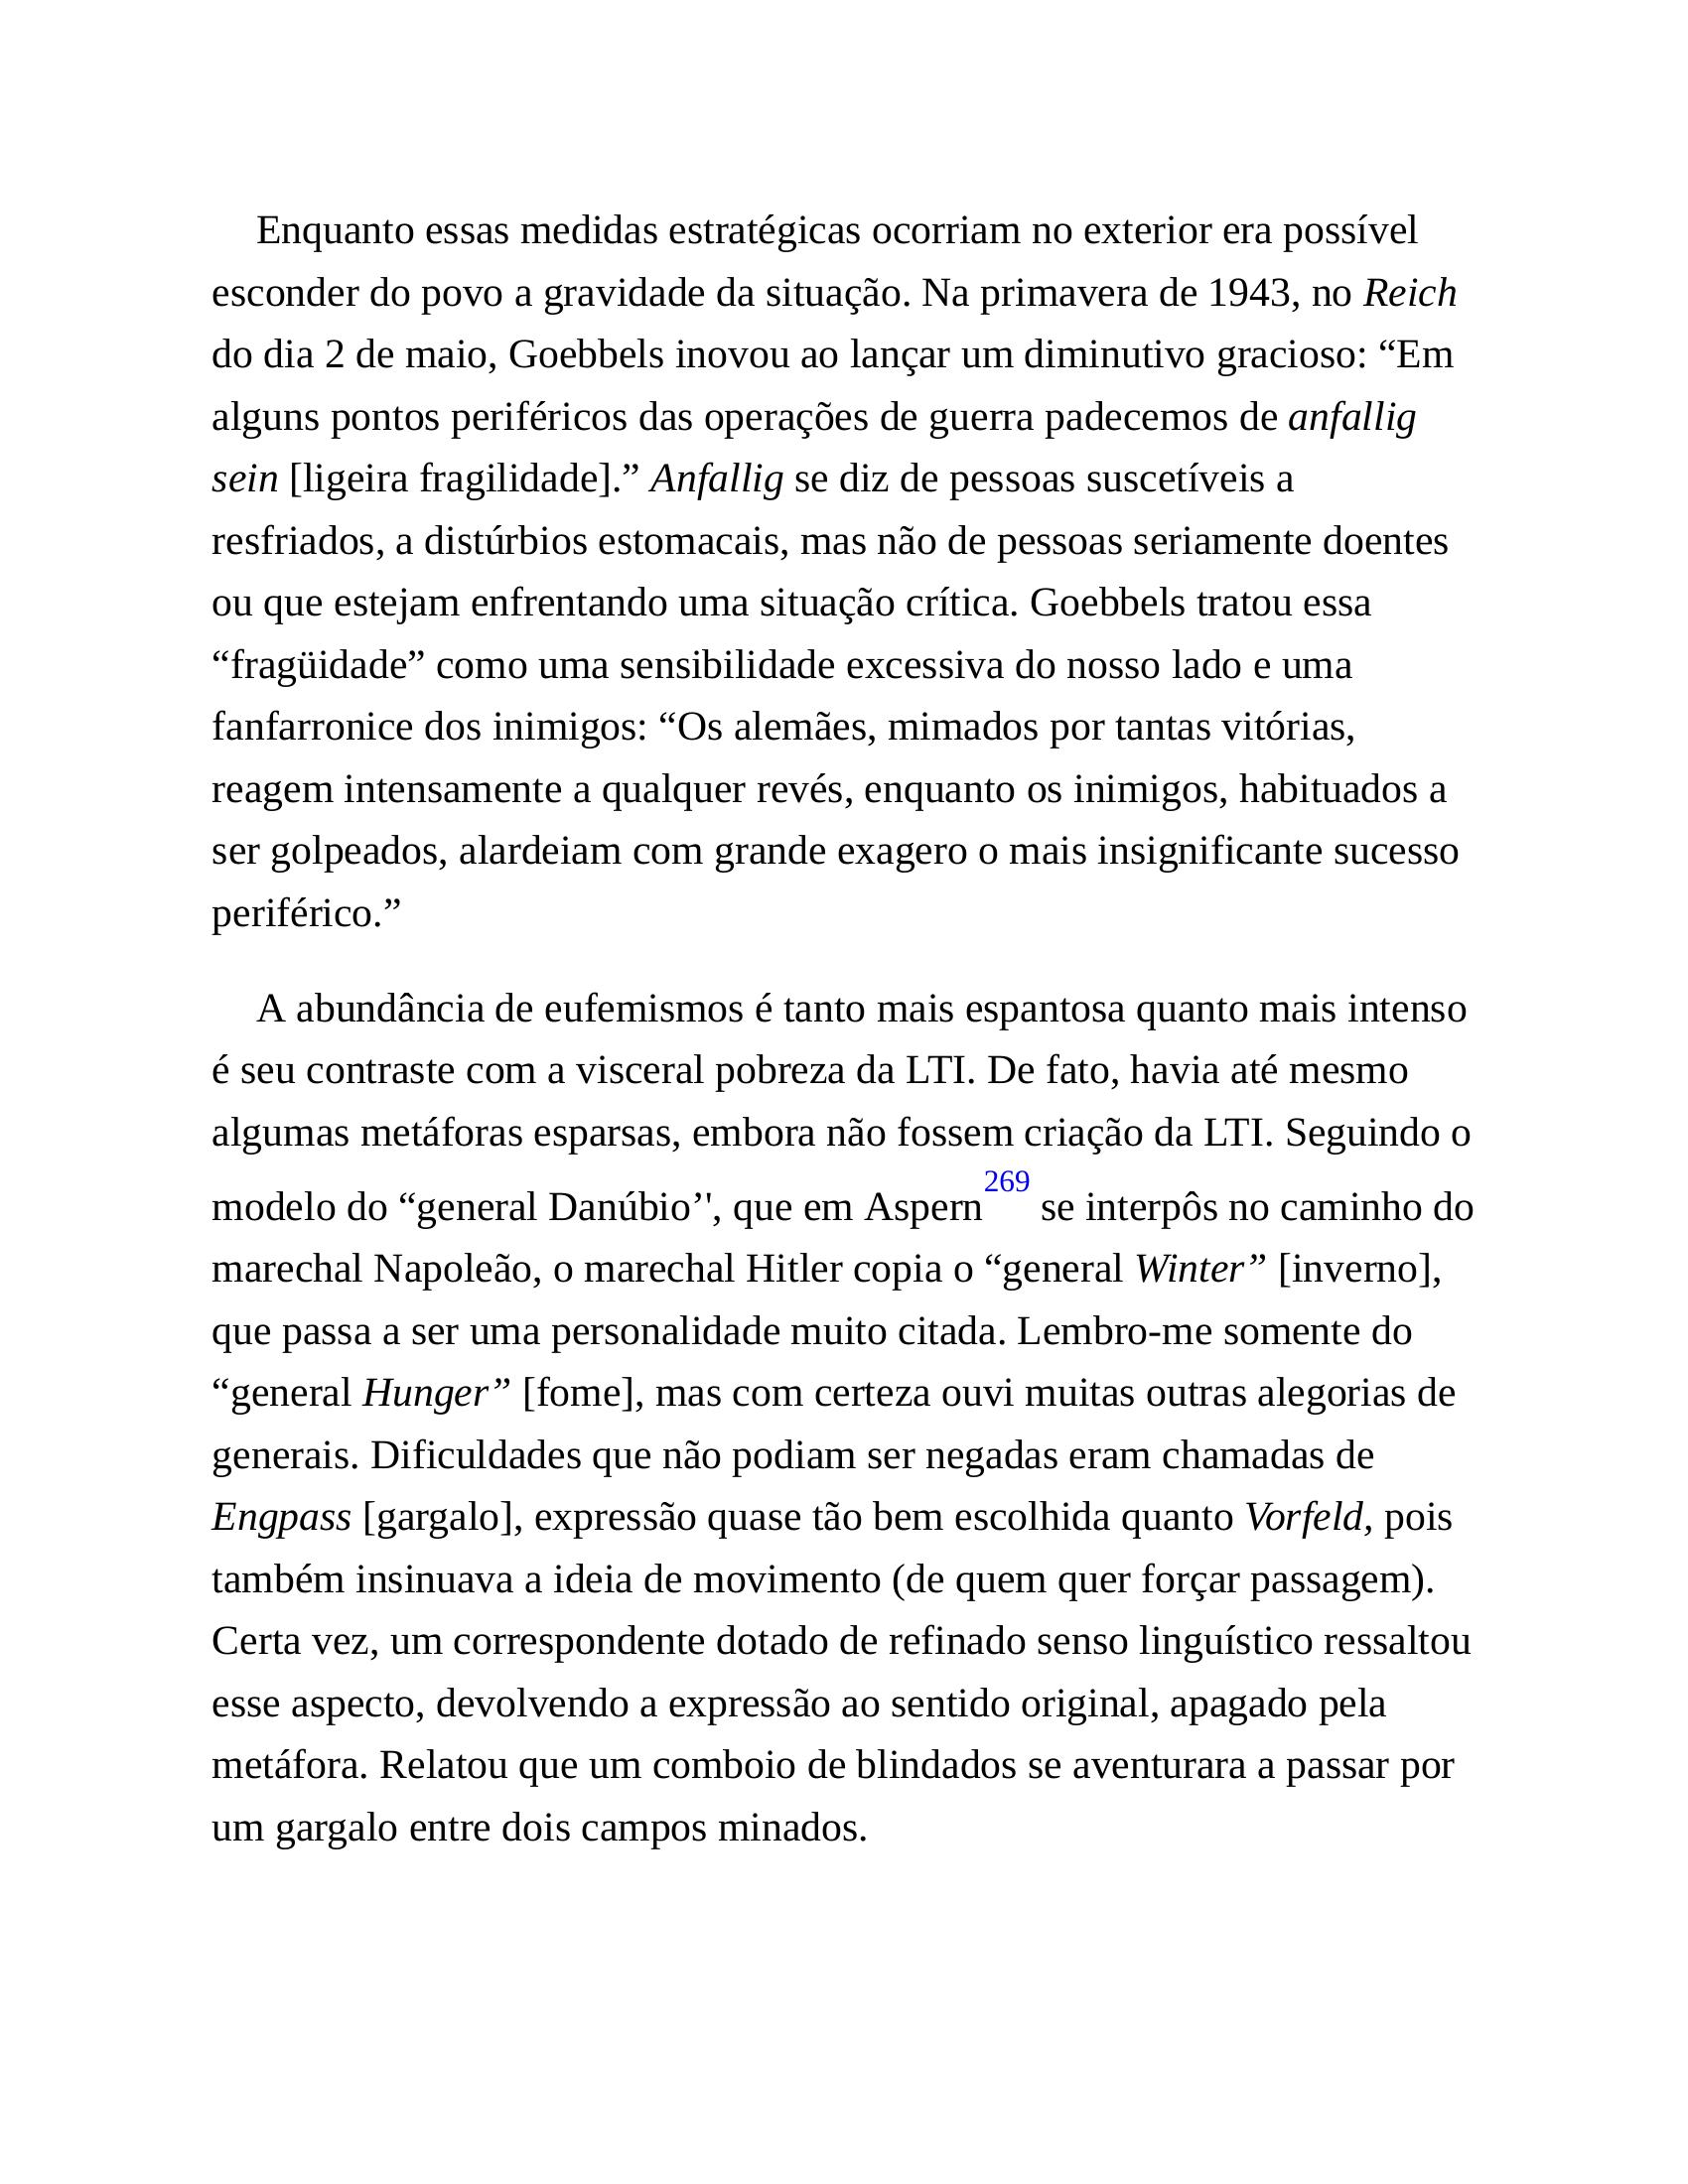 Enquanto essas medidas estratégicas ocorriam no exterior era possível
esconder do povo a gravidade da situação. Na primavera de 1943, no Reich
do dia 2 de maio, Goebbels inovou ao lançar um diminutivo gracioso: “Em
alguns pontos periféricos das operações de guerra padecemos de anfallig
sein [ligeira fragilidade].” Anfallig se diz de pessoas suscetíveis a
resfriados, a distúrbios estomacais, mas não de pessoas seriamente doentes
ou que estejam enfrentando uma situação crítica. Goebbels tratou essa
“fragüidade” como uma sensibilidade excessiva do nosso lado e uma
fanfarronice dos inimigos: “Os alemães, mimados por tantas vitórias,
reagem intensamente a qualquer revés, enquanto os inimigos, habituados a
ser golpeados, alardeiam com grande exagero o mais insignificante sucesso
periférico.”
A abundância de eufemismos é tanto mais espantosa quanto mais intenso
é seu contraste com a visceral pobreza da LTI. De fato, havia até mesmo
algumas metáforas esparsas, embora não fossem criação da LTI. Seguindo o
modelo do “general Danúbio’', que em Aspern269 se interpôs no caminho do
marechal Napoleão, o marechal Hitler copia o “general Winter” [inverno],
que passa a ser uma personalidade muito citada. Lembro-me somente do
“general Hunger” [fome], mas com certeza ouvi muitas outras alegorias de
generais. Dificuldades que não podiam ser negadas eram chamadas de
Engpass [gargalo], expressão quase tão bem escolhida quanto Vorfeld, pois
também insinuava a ideia de movimento (de quem quer forçar passagem).
Certa vez, um correspondente dotado de refinado senso linguístico ressaltou
esse aspecto, devolvendo a expressão ao sentido original, apagado pela
metáfora. Relatou que um comboio de blindados se aventurara a passar por
um gargalo entre dois campos minados.